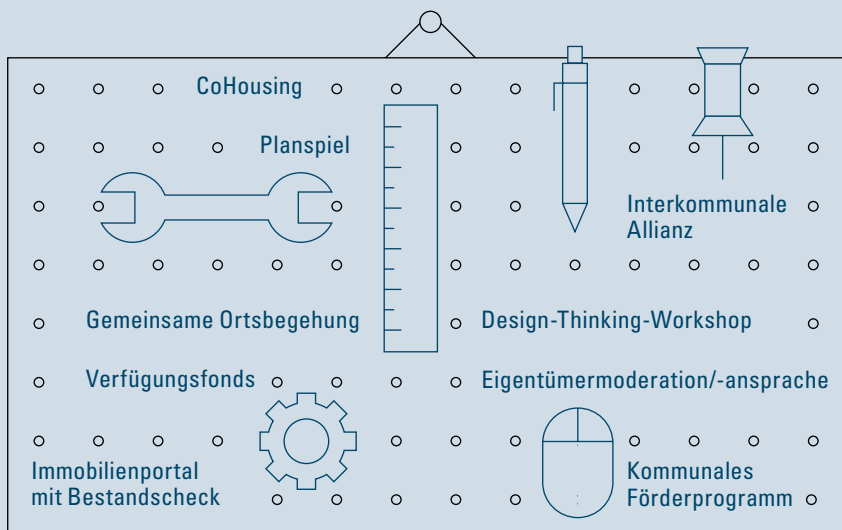 CoHousing
Planspiel
Interkommunale
Allianz
Gemeinsame Ortsbegehung
Design-Thinking-Workshop
Verfügungsfonds
Eigentümermoderation/-ansprache
Immobilienportal
mit Bestandscheck
Kommunales
Förderprogramm